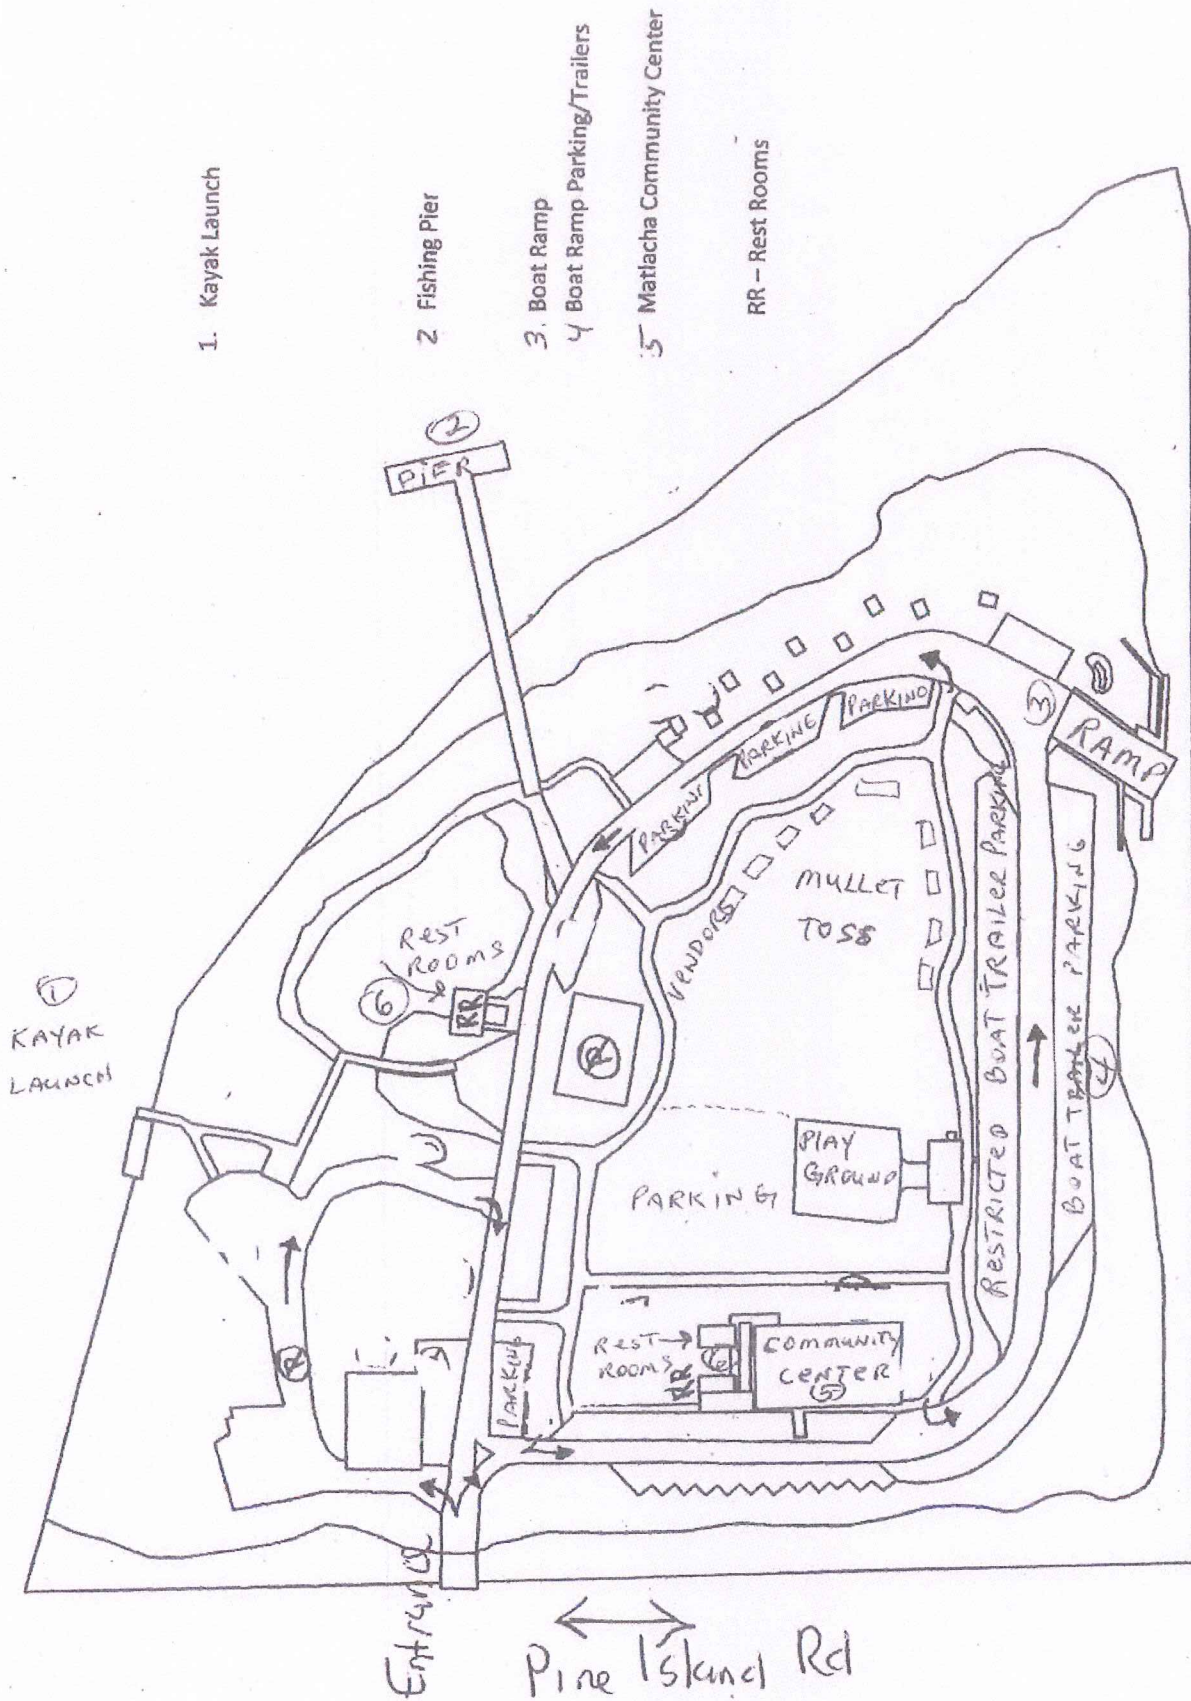 1. Kayak Launch
2 Fishing Pier
3. Boat Ramp
4 Boat Ramp Parking/Trailers
5 Matlacha Community Center
RR – Rest Rooms
①
KAYAK
LAUNCH
②
PIER
REST
ROOMS
⑥
RR
R
PARKING
PARKING
PARKING
③
RAMP
VENDORS
MULLET
TOSS
PLAY
GROUND
PARKING
RESTRICTED BOAT TRAILER PARKING
BOAT TRAILER PARKING
④
REST
ROOMS
RR
COMMUNITY
CENTER
⑤
PARKING
R
Entrance
Pine Island Rd